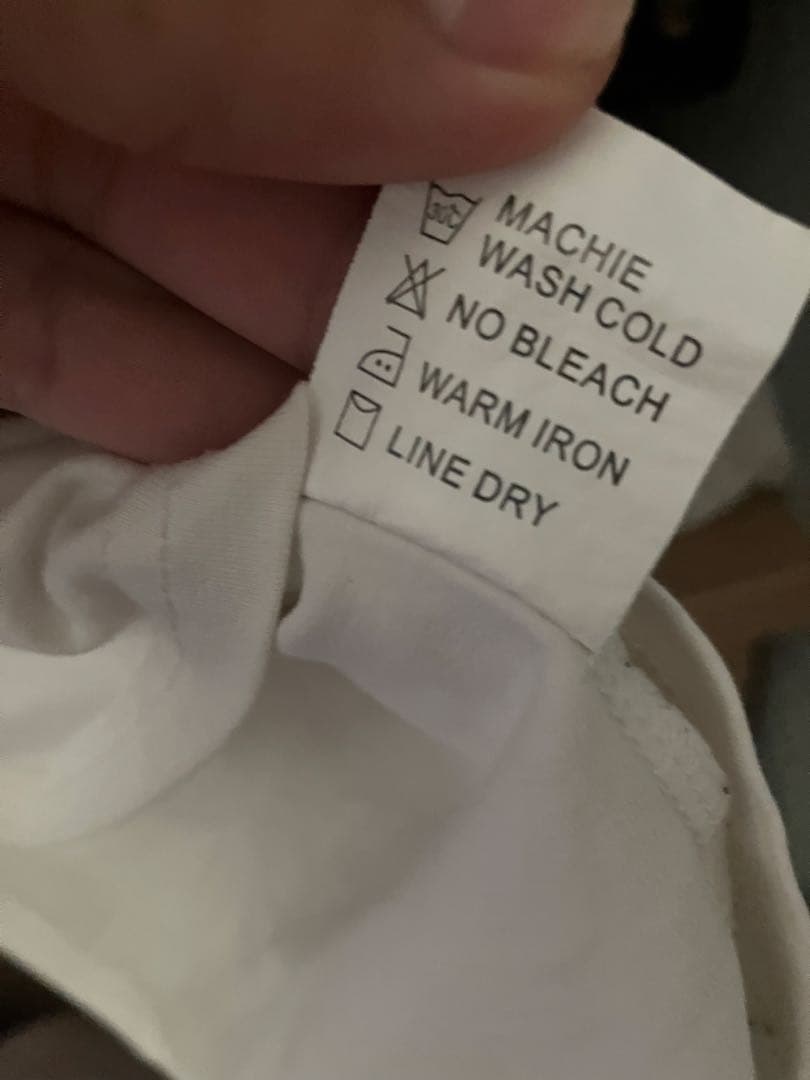 30°C MACHIE
WASH COLD
NO BLEACH
WARM IRON
LINE DRY